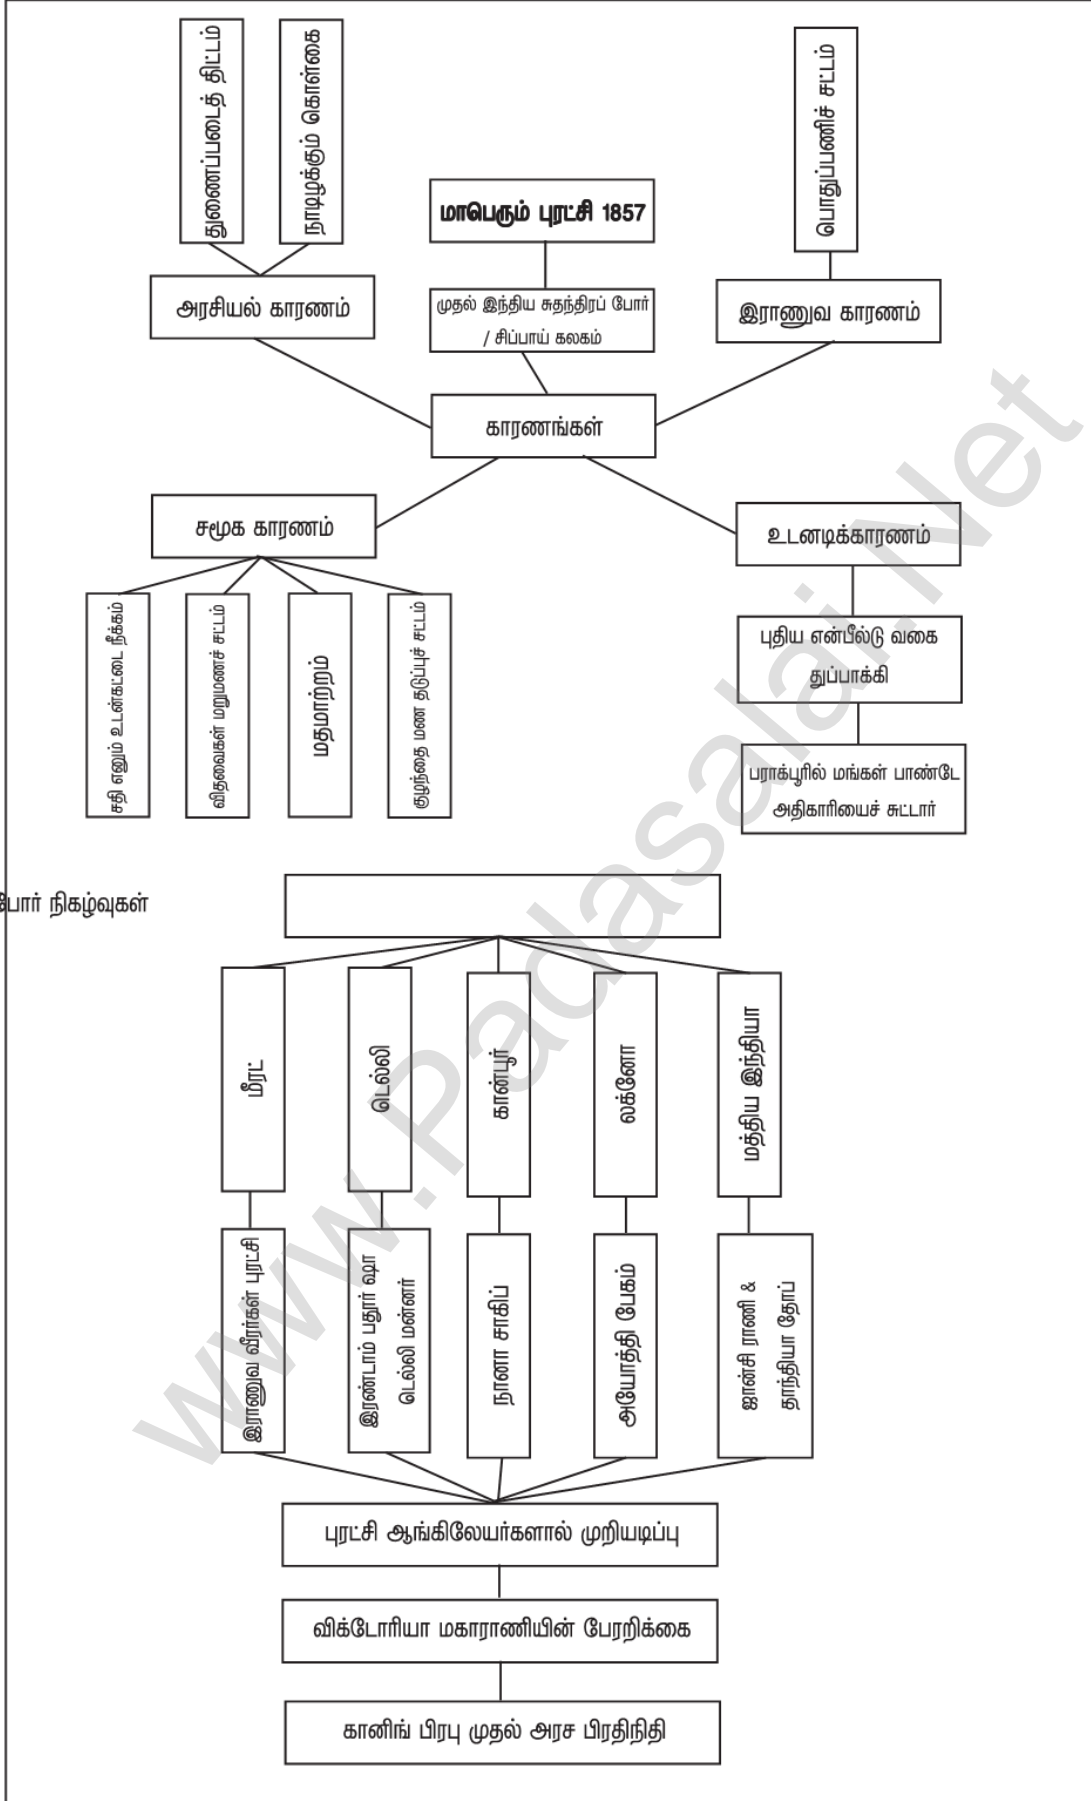 துணைப்படைத் திட்டம்
நாடிழக்கும் கொள்கை
பொதுப்பணிச் சட்டம்
மாபெரும் புரட்சி 1857
அரசியல் காரணம்
முதல் இந்திய சுதந்திரப் போர்
/ சிப்பாய் கலகம்
இராணுவ காரணம்
காரணங்கள்
சமூக காரணம்
உடனடிக்காரணம்
சதி எனும் உடன்கட்டை நீக்கம்
விதவைகள் மறுமணச் சட்டம்
மதமாற்றம்
குழந்தை மண தடுப்புச் சட்டம்
புதிய என்பீல்டு வகை
துப்பாக்கி
பராக்பூரில் மங்கள் பாண்டே
அதிகாரியைச் சுட்டார்
போர் நிகழ்வுகள்
மீரட்
டெல்லி
கான்பூர்
லக்னோ
மத்திய இந்தியா
இராணுவ வீரர்கள் புரட்சி
இரண்டாம் பதூர் ஷா
டெல்லி மன்னர்
நானா சாகிப்
அயோத்தி பேகம்
ஜான்சி ராணி &
தாந்தியா தோப்
புரட்சி ஆங்கிலேயர்களால் முறியடிப்பு
விக்டோரியா மகாராணியின் பேரறிக்கை
கானிங் பிரபு முதல் அரச பிரதிநிதி
www.Padasalai.Net